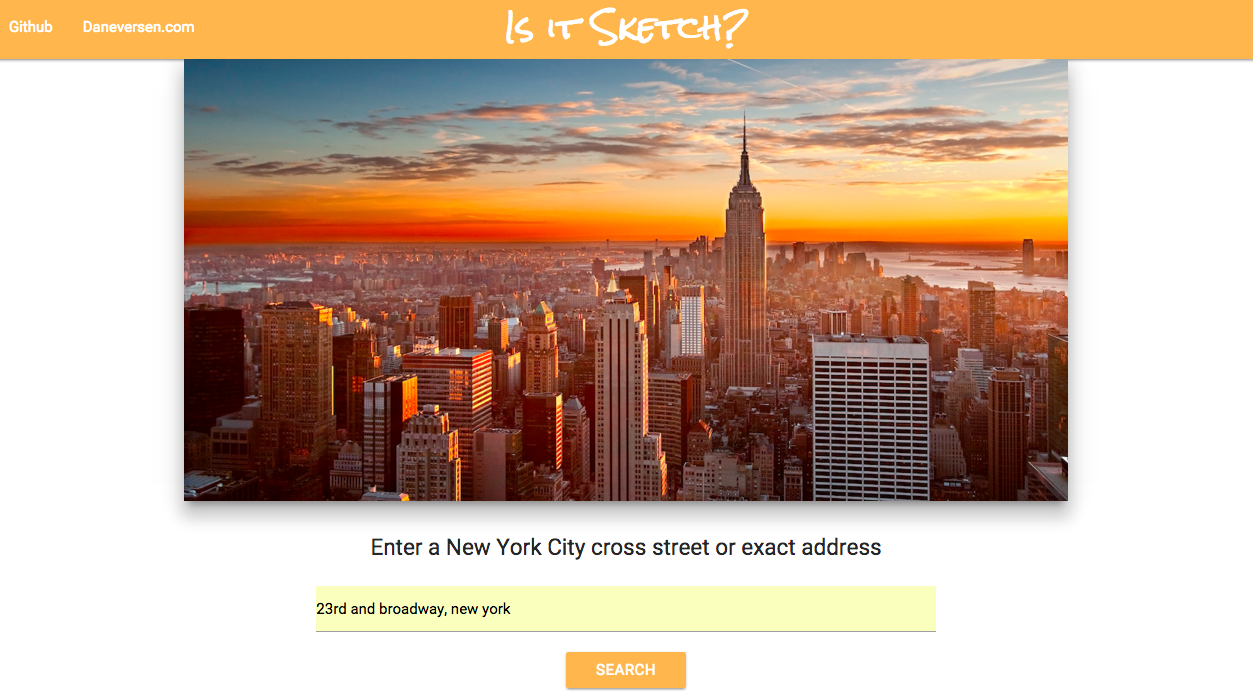 Github Daneversen.com Is it Sketch?
Enter a New York City cross street or exact address
23rd and broadway, new york
SEARCH